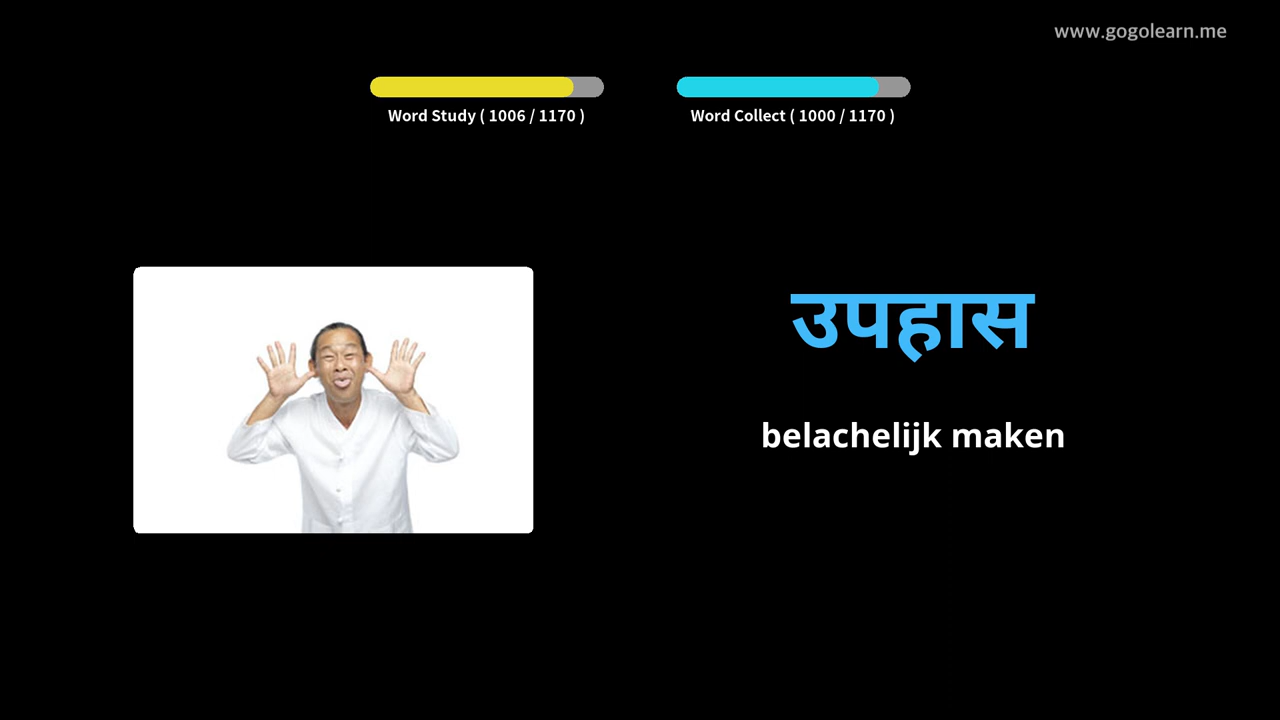 www.gogolearn.me
Word Study ( 1006 / 1170 )
Word Collect ( 1000 / 1170 )
उपहास
belachelijk maken